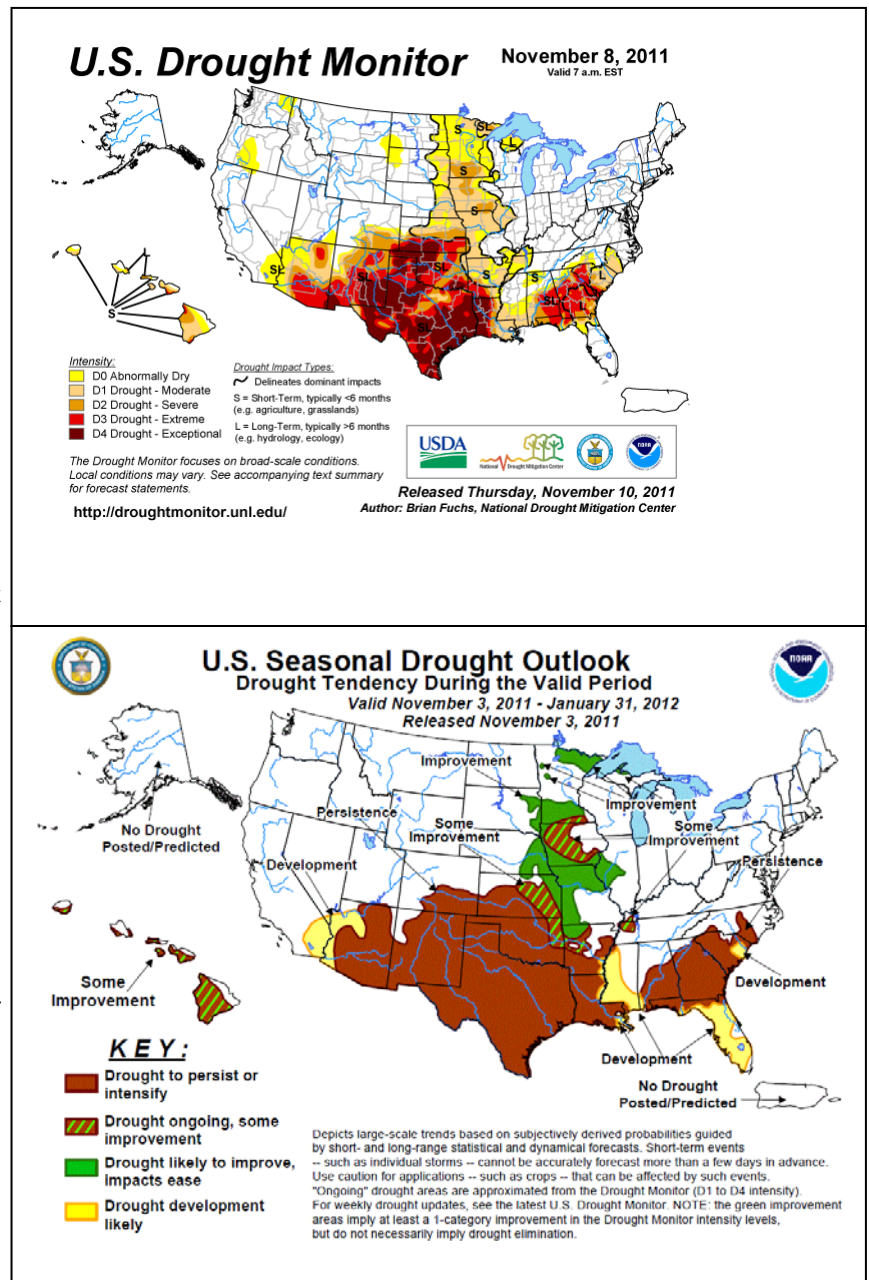 U.S. Drought Monitor
November 8, 2011
Valid 7 a.m. EST
S
SL
L
S
S
SL
SL
SL
S
S
L
SL
L
SL
S
Intensity:
D0 Abnormally Dry
D1 Drought - Moderate
D2 Drought - Severe
D3 Drought - Extreme
D4 Drought - Exceptional
Drought Impact Types:
Delineates dominant impacts
S = Short-Term, typically <6 months
(e.g. agriculture, grasslands)
L = Long-Term, typically >6 months
(e.g. hydrology, ecology)
The Drought Monitor focuses on broad-scale conditions.
Local conditions may vary. See accompanying text summary
for forecast statements.
http://droughtmonitor.unl.edu/
USDA
National Drought Mitigation Center
Released Thursday, November 10, 2011
Author: Brian Fuchs, National Drought Mitigation Center
U.S. Seasonal Drought Outlook
Drought Tendency During the Valid Period
Valid November 3, 2011 - January 31, 2012
Released November 3, 2011
NOAA
Improvement
Improvement
Persistence
Some
Improvement
Some
Improvement
No Drought
Posted/Predicted
Development
Persistence
Some
Improvement
Development
Development
No Drought
Posted/Predicted
KEY:
Drought to persist or
intensify
Drought ongoing, some
improvement
Drought likely to improve,
impacts ease
Drought development
likely
Depicts large-scale trends based on subjectively derived probabilities guided
by short- and long-range statistical and dynamical forecasts. Short-term events
-- such as individual storms -- cannot be accurately forecast more than a few days in advance.
Use caution for applications -- such as crops -- that can be affected by such events.
"Ongoing" drought areas are approximated from the Drought Monitor (D1 to D4 intensity).
For weekly drought updates, see the latest U.S. Drought Monitor. NOTE: the green improvement
areas imply at least a 1-category improvement in the Drought Monitor intensity levels,
but do not necessarily imply drought elimination.